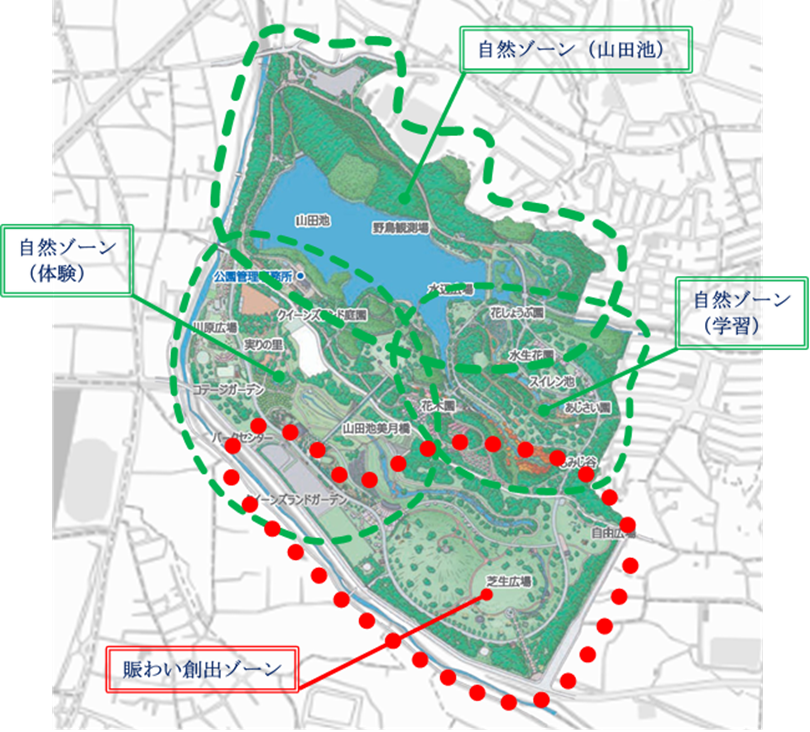 自然ゾーン（山田池）
山田池
野鳥観測場
自然ゾーン
（体験）
公園管理事務所
水辺広場
自然ゾーン
（学習）
クイーンズランド庭園
花しょうぶ園
川原広場
実りの里
水生花園
スイレン池
コテージガーデン
花木園
あじさい園
山田池美月橋
パークセンター
もみじ谷
クイーンズランドガーデン
自由広場
芝生広場
賑わい創出ゾーン